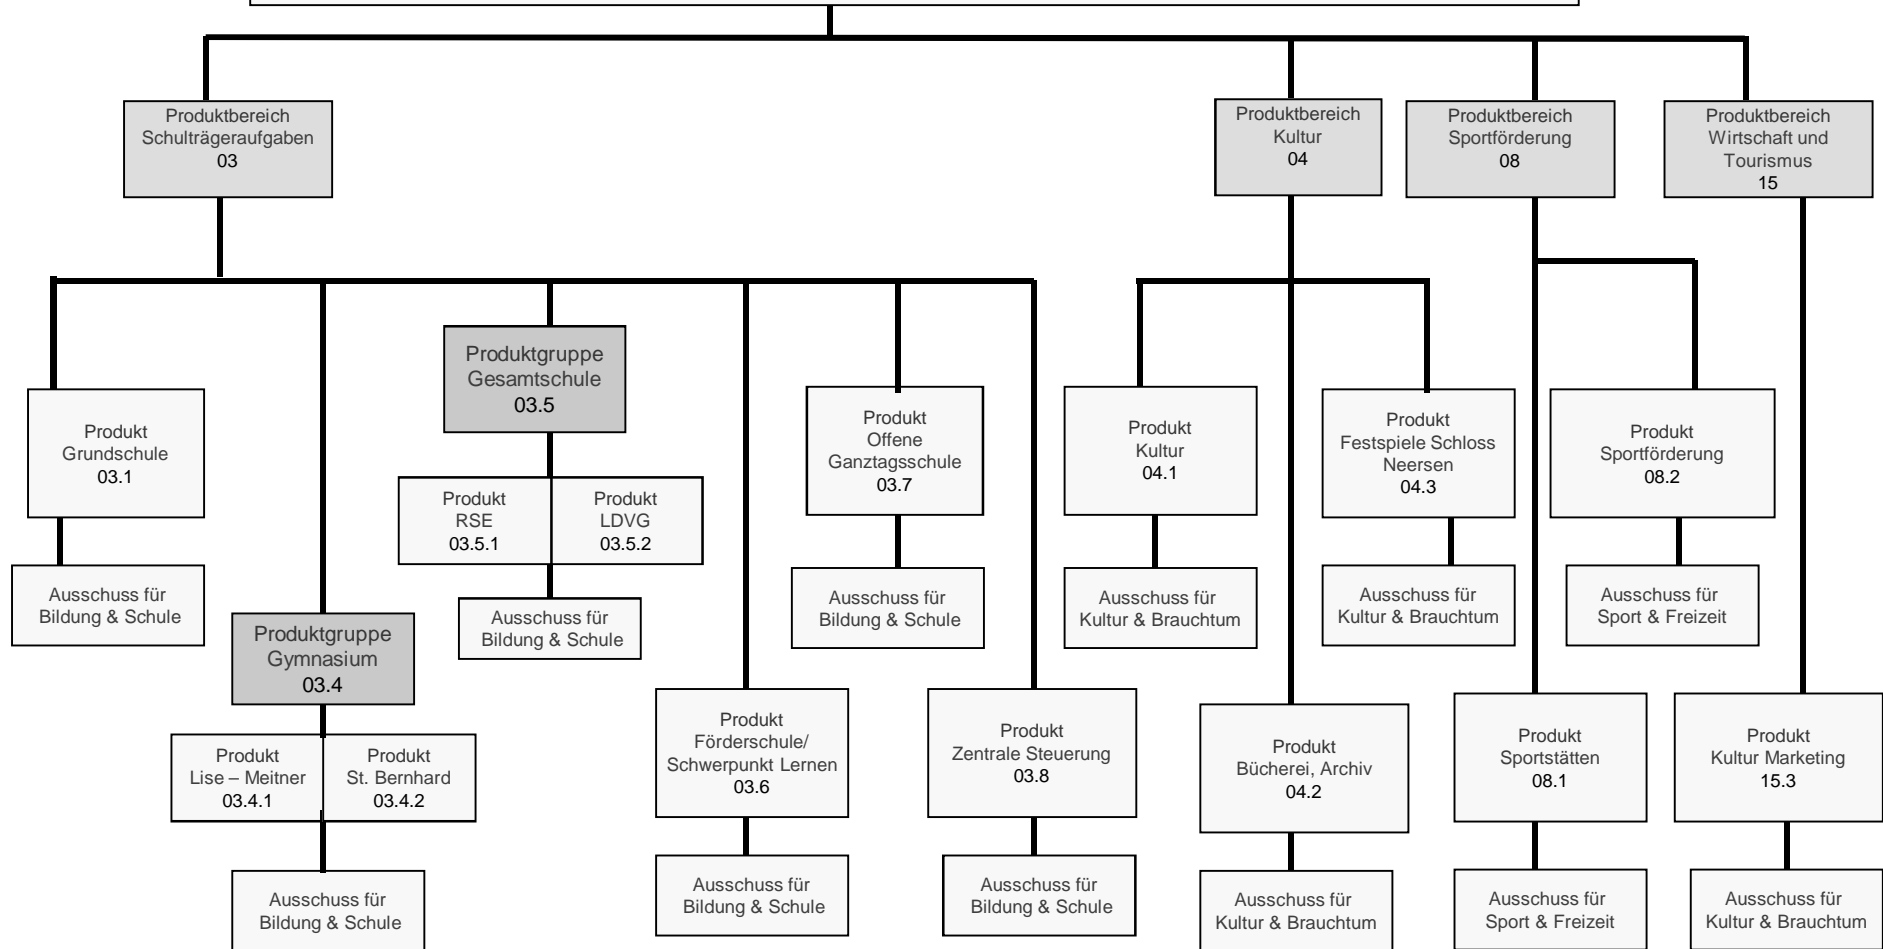 Produktbereich
Schulträgeraufgaben
03
Produktbereich
Kultur
04
Produktbereich
Sportförderung
08
Produktbereich
Wirtschaft und
Tourismus
15
Produkt
Grundschule
03.1
Ausschuss für
Bildung & Schule
Produktgruppe
Gymnasium
03.4
Produkt
Lise – Meitner
03.4.1
Produkt
St. Bernhard
03.4.2
Ausschuss für
Bildung & Schule
Produktgruppe
Gesamtschule
03.5
Produkt
RSE
03.5.1
Produkt
LDVG
03.5.2
Ausschuss für
Bildung & Schule
Produkt
Förderschule/
Schwerpunkt Lernen
03.6
Ausschuss für
Bildung & Schule
Produkt
Offene
Ganztagsschule
03.7
Ausschuss für
Bildung & Schule
Produkt
Zentrale Steuerung
03.8
Ausschuss für
Bildung & Schule
Produkt
Kultur
04.1
Ausschuss für
Kultur & Brauchtum
Produkt
Bücherei, Archiv
04.2
Ausschuss für
Kultur & Brauchtum
Produkt
Festspiele Schloss
Neersen
04.3
Ausschuss für
Kultur & Brauchtum
Produkt
Sportstätten
08.1
Ausschuss für
Sport & Freizeit
Produkt
Sportförderung
08.2
Ausschuss für
Sport & Freizeit
Produkt
Kultur Marketing
15.3
Ausschuss für
Kultur & Brauchtum